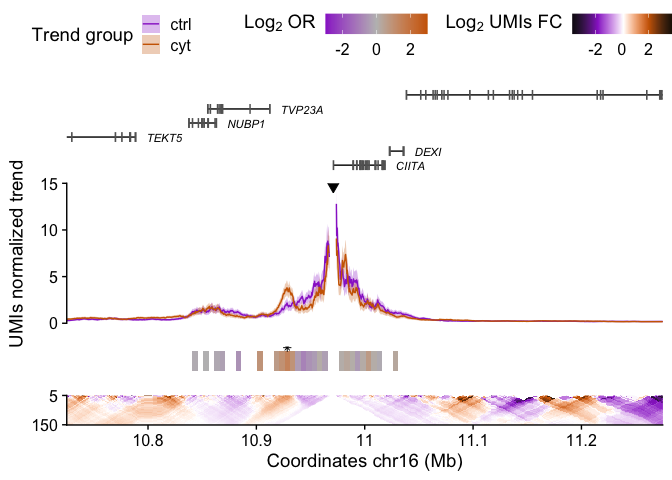 Trend group
ctrl
cyt
Log2 OR
-2 0 2
Log2 UMIs FC
-2 0 2
TVP23A
NUBP1
TEKT5
DEXI
CIITA
UMIs normalized trend
15
10
5
0
*
5
150
10.8 10.9 11 11.1 11.2
Coordinates chr16 (Mb)